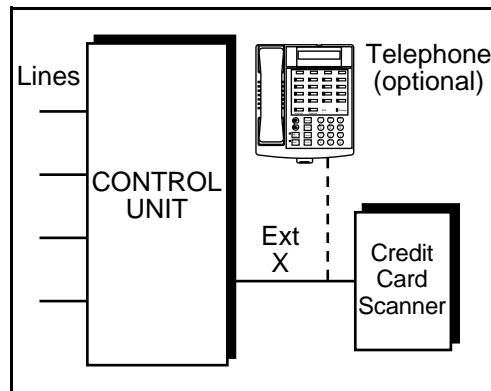 Lines
CONTROL
UNIT
Telephone
(optional)
Ext
X
Credit
Card
Scanner